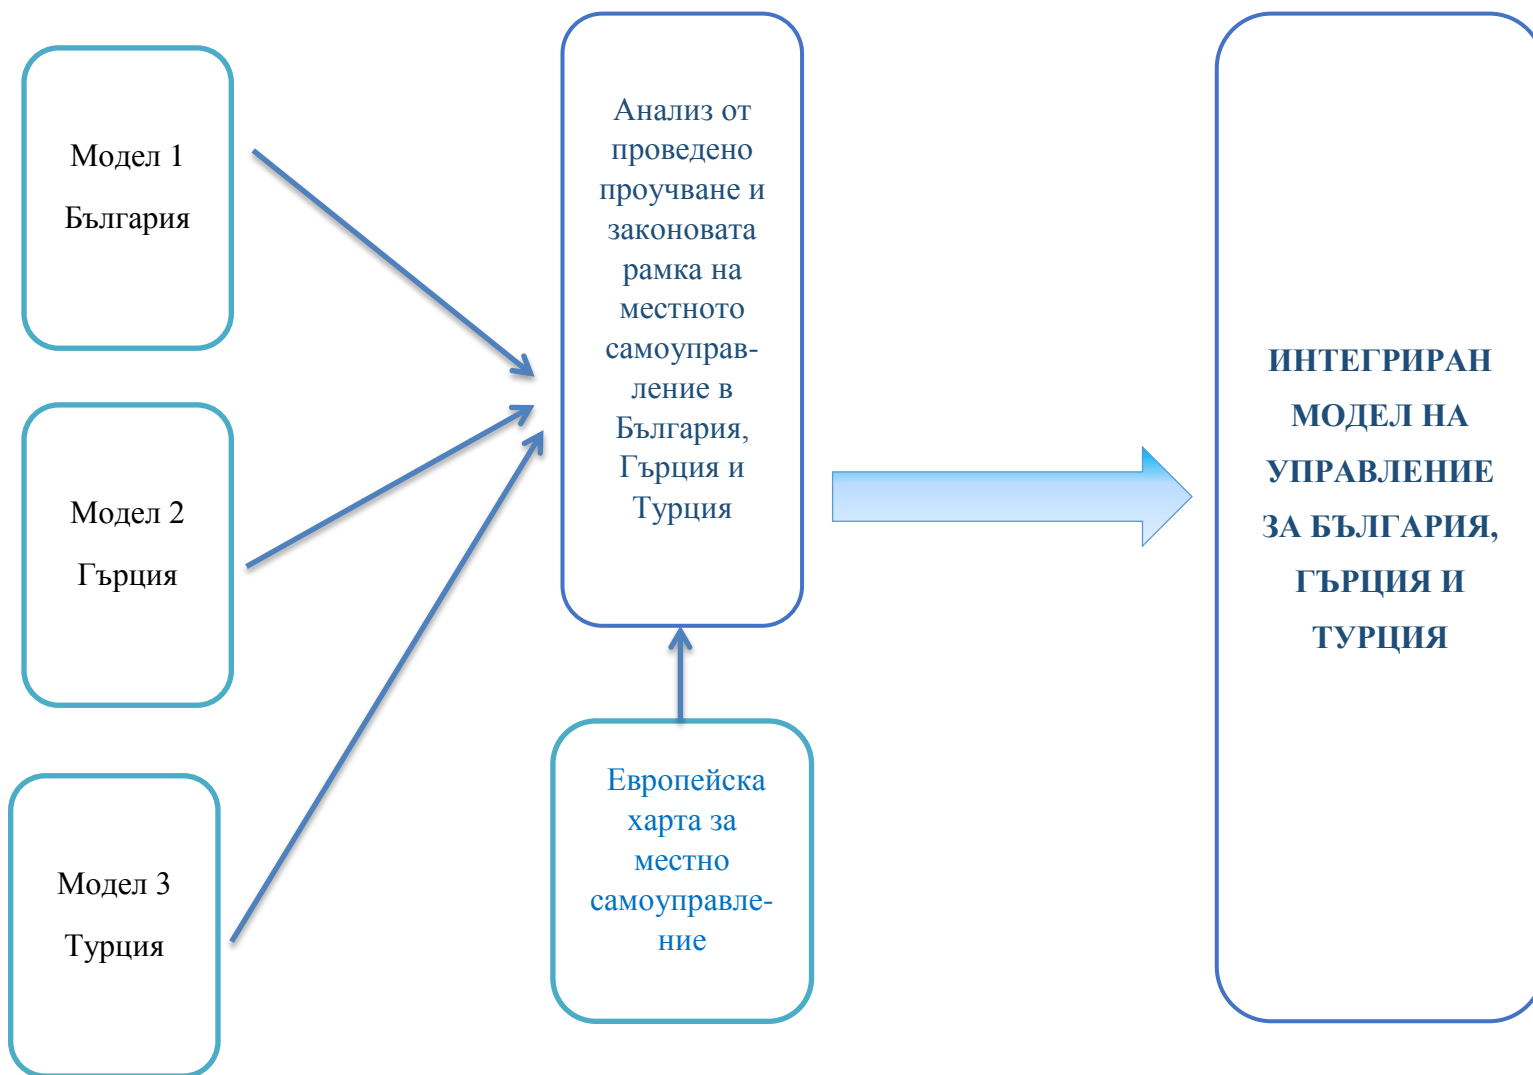 Модел 1
България
Модел 2
Гърция
Модел 3
Турция
Анализ от
проведено
проучване и
законовата
рамка на
местното
самоуправ-
ление в
България,
Гърция и
Турция
Европейска
харта за
местно
самоуправле-
ние
ИНТЕГРИРАН
МОДЕЛ НА
УПРАВЛЕНИЕ
ЗА БЪЛГАРИЯ,
ГЪРЦИЯ И
ТУРЦИЯ